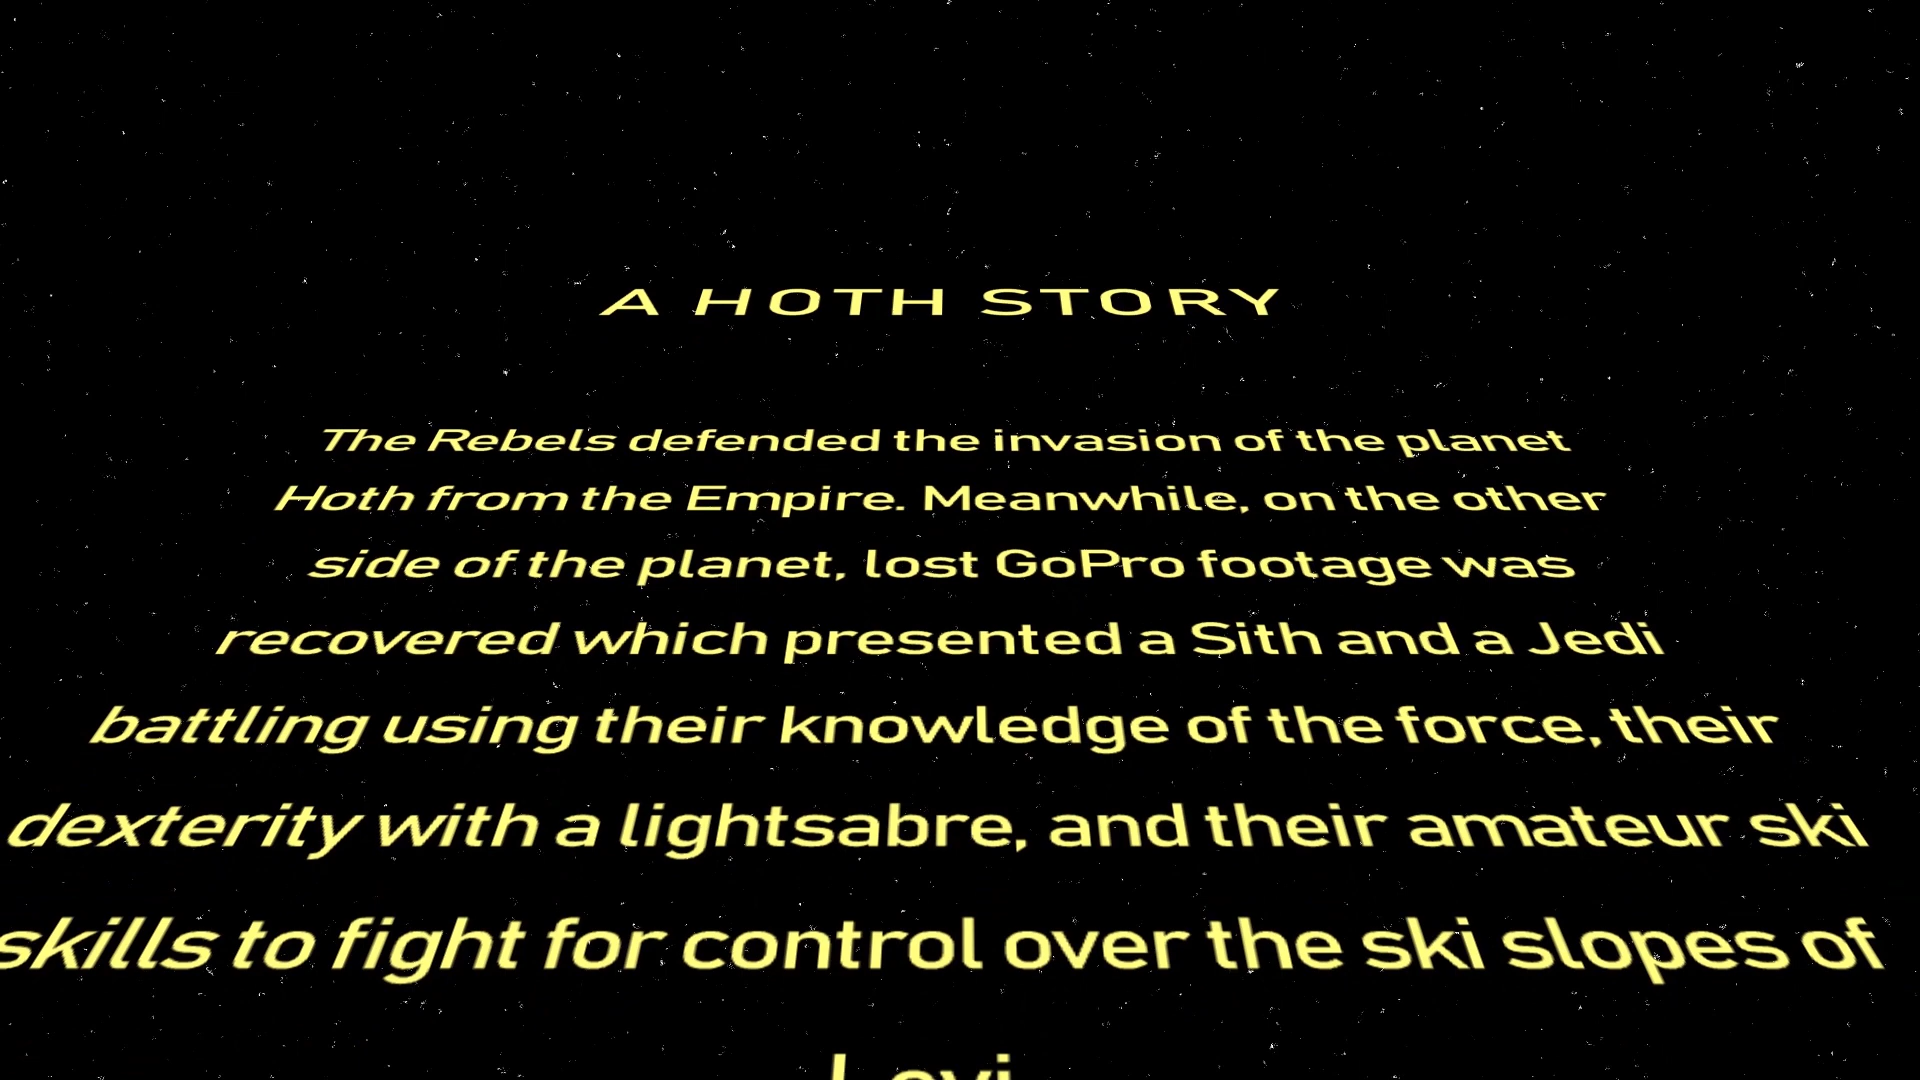 A HOTH STORY
The Rebels defended the invasion of the planet
Hoth from the Empire. Meanwhile, on the other
side of the planet, lost GoPro footage was
recovered which presented a Sith and a Jedi
battling using their knowledge of the force, their
dexterity with a lightsabre, and their amateur ski
skills to fight for control over the ski slopes of
Levi